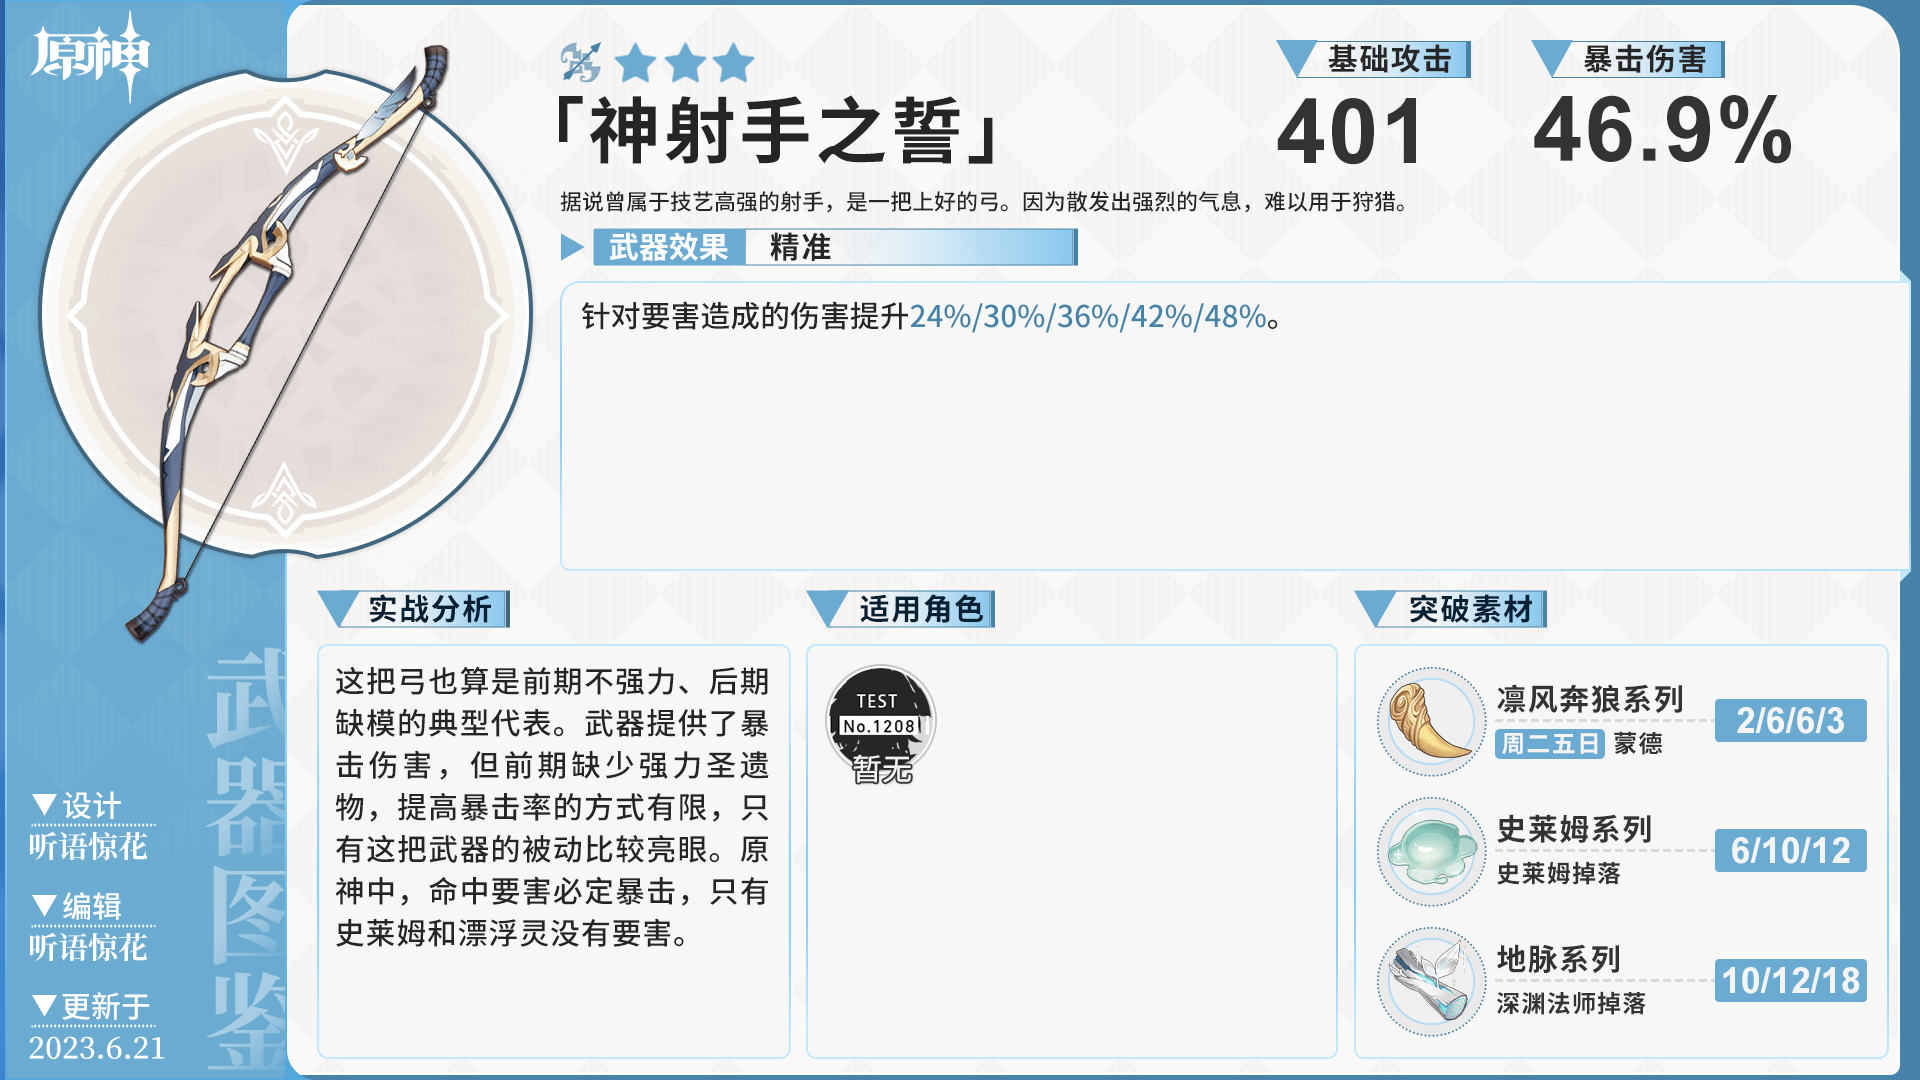 原神
「神射手之誓」
基础攻击
401
暴击伤害
46.9%
据说曾属于技艺高强的射手，是一把上好的弓。因为散发出强烈的气息，难以用于狩猎。
武器效果
精准
针对要害造成的伤害提升24%/30%/36%/42%/48%。
实战分析
这把弓也算是前期不强力、后期
缺模的典型代表。武器提供了暴
击伤害，但前期缺少强力圣遗
物，提高暴击率的方式有限，只
有这把武器的被动比较亮眼。原
神中，命中要害必定暴击，只有
史莱姆和漂浮灵没有要害。
适用角色
TEST
No.1208
暂无
突破素材
凛风奔狼系列
周二五日 蒙德
2/6/6/3
史莱姆系列
史莱姆掉落
6/10/12
地脉系列
深渊法师掉落
10/12/18
武器图鉴
▼设计
听语惊花
▼编辑
听语惊花
▼更新于
2023.6.21